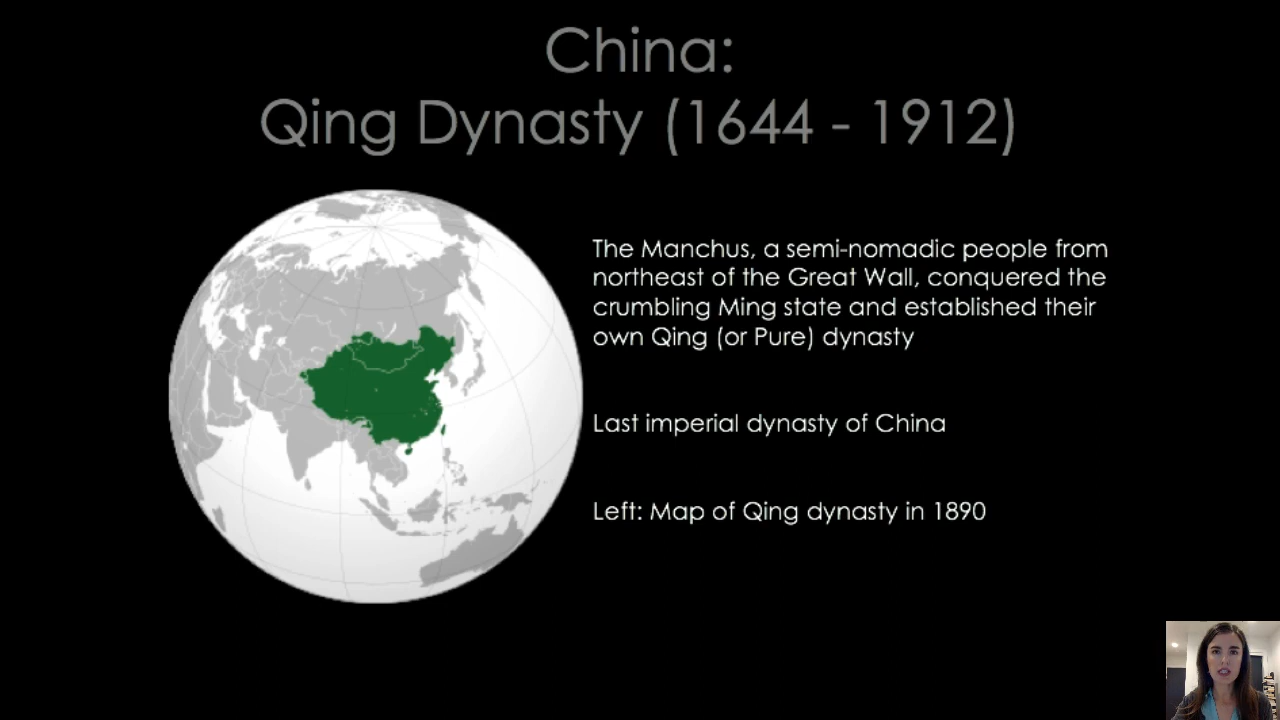 China:
Qing Dynasty (1644 - 1912)
The Manchus, a semi-nomadic people from
northeast of the Great Wall, conquered the
crumbling Ming state and established their
own Qing (or Pure) dynasty
Last imperial dynasty of China
Left: Map of Qing dynasty in 1890